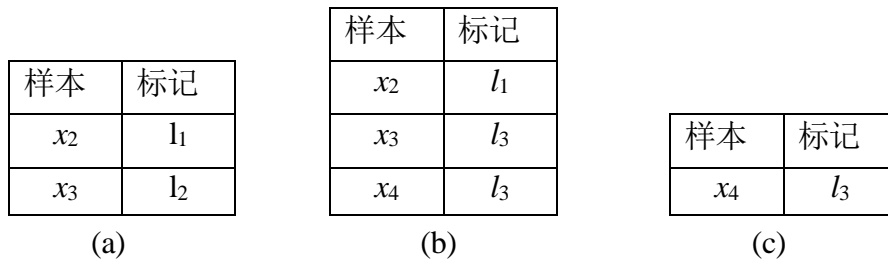 样本 标记
x2 l1
x3 l2
(a)
样本 标记
x2 l1
x3 l3
x4 l3
(b)
样本 标记
x4 l3
(c)